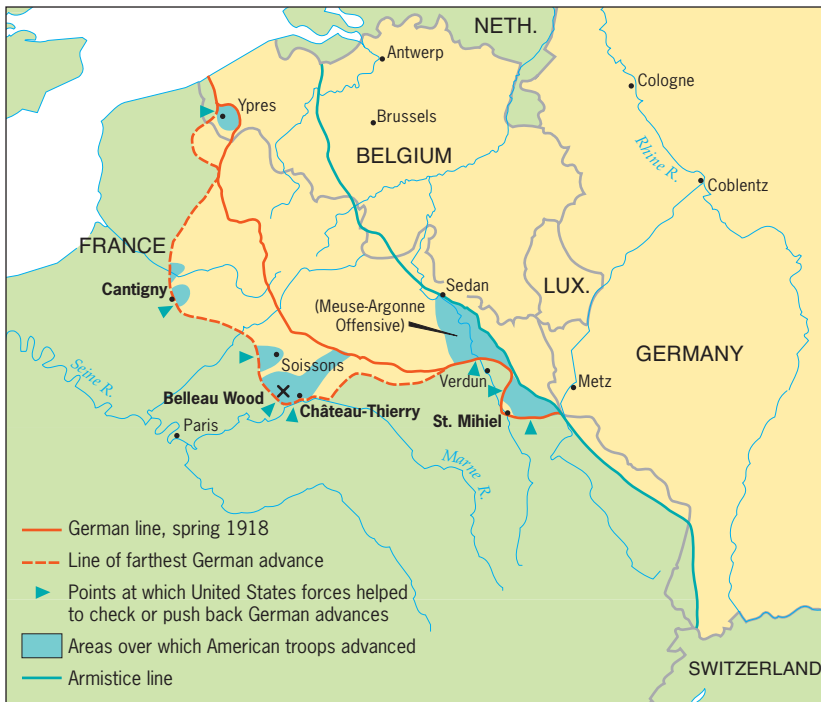 NETH.
Antwerp
Cologne
Ypres
Brussels
Rhine R.
BELGIUM
Coblentz
FRANCE
Sedan
LUX.
Cantigny
(Meuse-Argonne
Offensive)
GERMANY
Seine R.
Soissons
Verdun
Metz
Belleau Wood
Château-Thierry
St. Mihiel
Paris
Marne R.
German line, spring 1918
Line of farthest German advance
Points at which United States forces helped
to check or push back German advances
Areas over which American troops advanced
Armistice line
SWITZERLAND